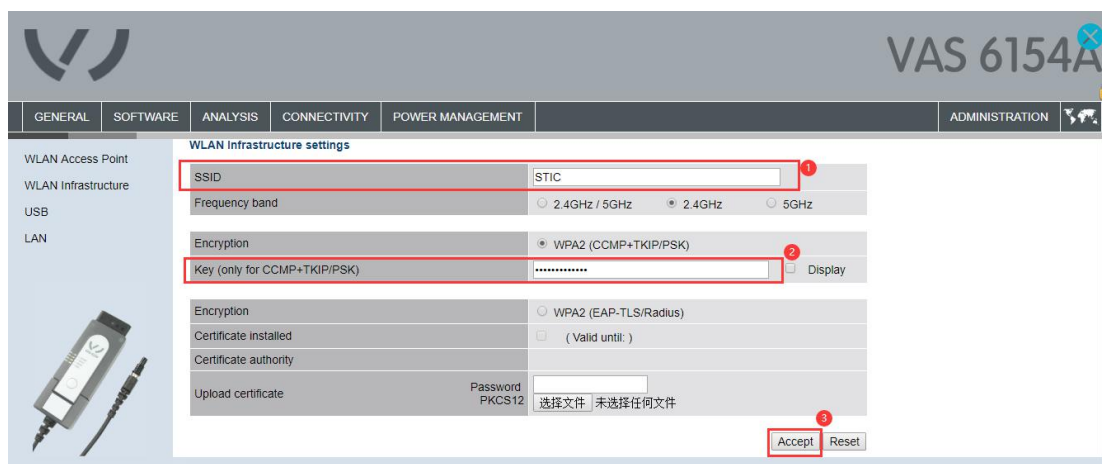 VAS 6154A
GENERAL SOFTWARE ANALYSIS CONNECTIVITY POWER MANAGEMENT ADMINISTRATION
WLAN Infrastructure settings
WLAN Access Point
WLAN Infrastructure
USB
LAN
SSID STIC 1
Frequency band 2.4GHz / 5GHz 2.4GHz 5GHz
Encryption WPA2 (CCMP+TKIP/PSK)
2
Key (only for CCMP+TKIP/PSK) ••••••••••••• Display
Encryption WPA2 (EAP-TLS/Radius)
Certificate installed ( Valid until: )
Certificate authority
Upload certificate Password
PKCS12 选择文件 未选择任何文件
3
Accept Reset